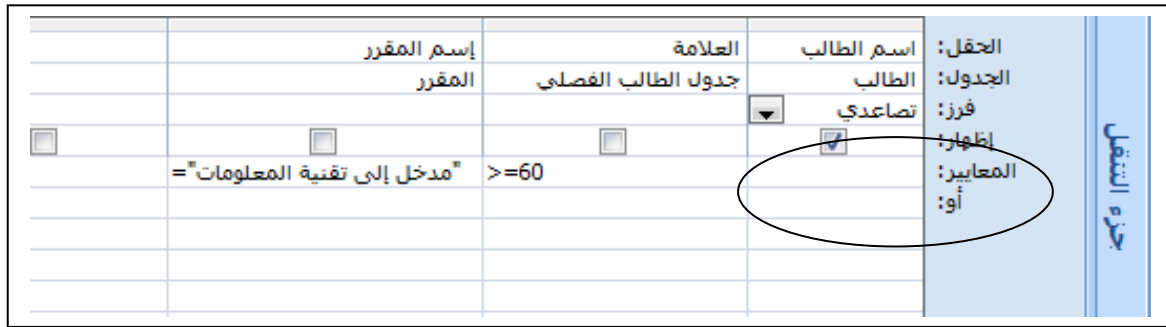 الحقل: اسم الطالب العلامة إسم المقرر
الجدول: الطالب جدول الطالب الفصلي المقرر
فرز: تصاعدي
إظهار:
المعايير: >=60 "مدخل إلى تقنية المعلومات"=
أو:
جزء التنقل